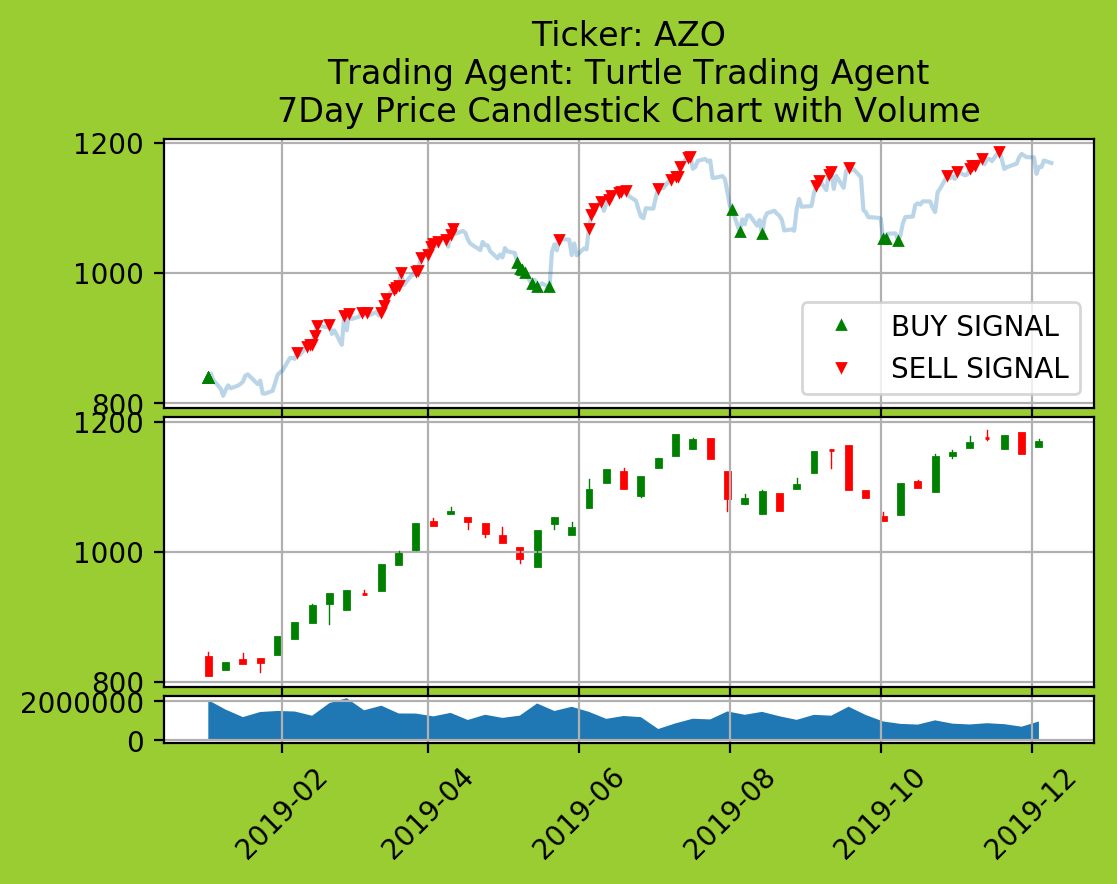 Ticker: AZO
Trading Agent: Turtle Trading Agent
7Day Price Candlestick Chart with Volume
1200
1000
800
BUY SIGNAL
SELL SIGNAL
1200
1000
800
2000000
0
2019-02
2019-04
2019-06
2019-08
2019-10
2019-12